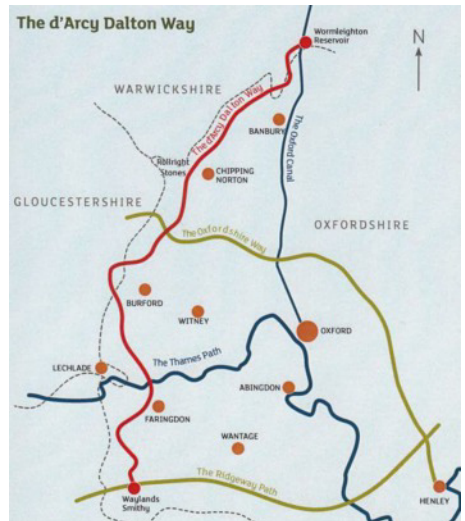 The d'Arcy Dalton Way
Wormleighton
Reservoir
N
WARWICKSHIRE
The d'Arcy Dalton Way
BANBURY
The Oxford Canal
Rollright
Stones
CHIPPING
NORTON
GLOUCESTERSHIRE
OXFORDSHIRE
The Oxfordshire Way
BURFORD
WITNEY
OXFORD
LECHLADE
The Thames Path
ABINGDON
FARINGDON
WANTAGE
The Ridgeway Path
Waylands
Smithy
HENLEY